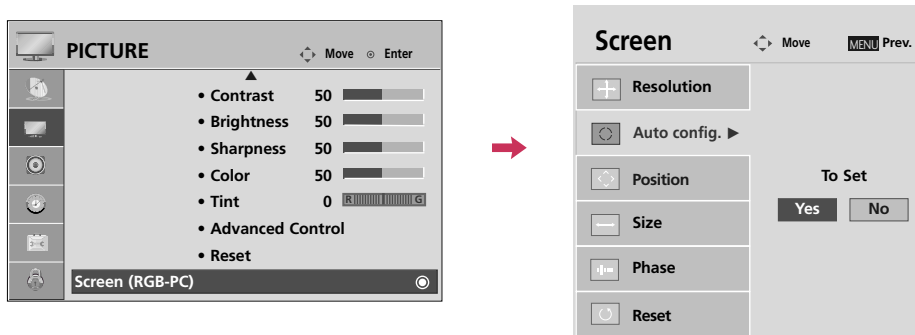 PICTURE
Move
Enter
• Contrast 50
• Brightness 50
• Sharpness 50
• Color 50
• Tint 0 R G
• Advanced Control
• Reset
Screen (RGB-PC)
Screen
Move
MENU Prev.
Resolution
Auto config. ►
Position
Size
Phase
Reset
To Set
Yes No